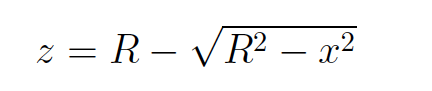 z = R − √(R² − x²)